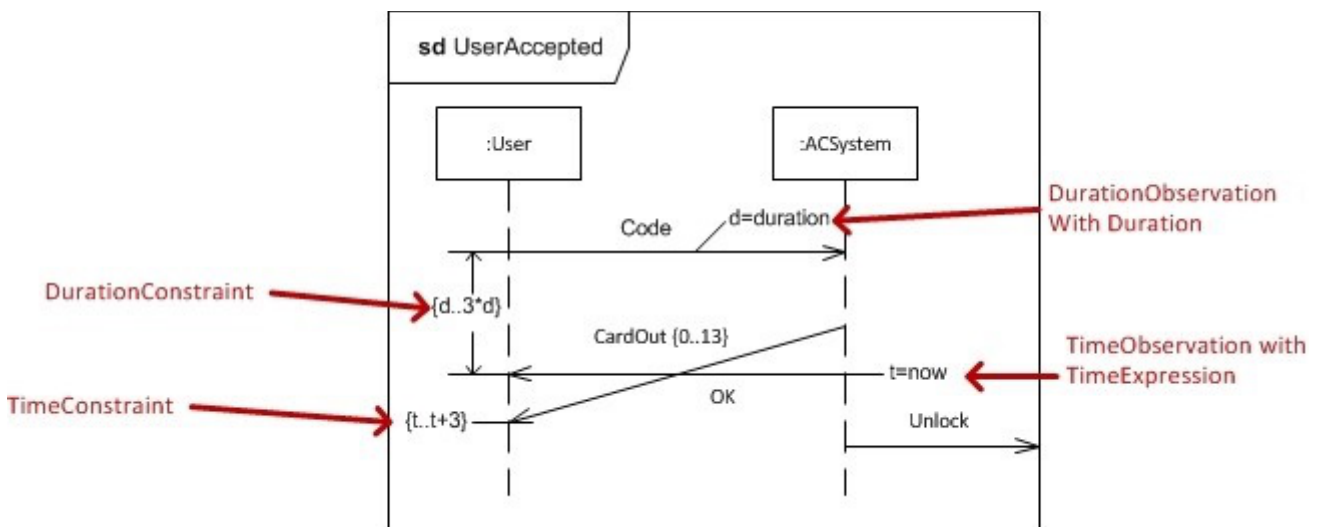 sd UserAccepted
:User
:ACSystem
DurationObservation
With Duration
d=duration
Code
DurationConstraint
{d..3*d}
CardOut {0..13}
TimeObservation with
TimeExpression
t=now
OK
TimeConstraint
{t..t+3}
Unlock